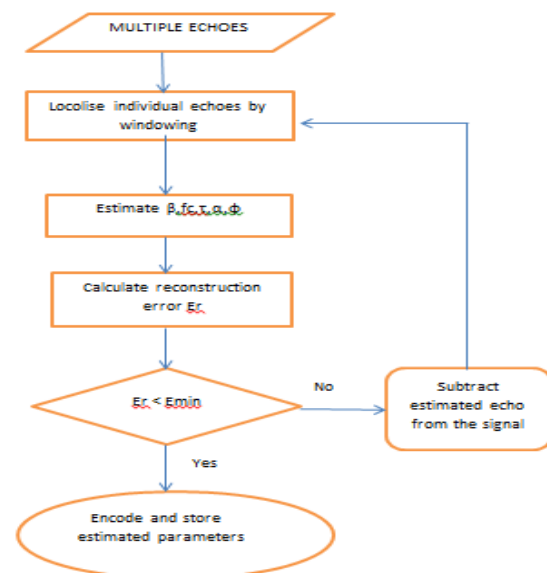 MULTIPLE ECHOES
Locolise individual echoes by
windowing
Estimate β,fc,τ,α,ф
Calculate reconstruction
error Er
Er < Emin
No
Subtract
estimated echo
from the signal
Yes
Encode and store
estimated parameters